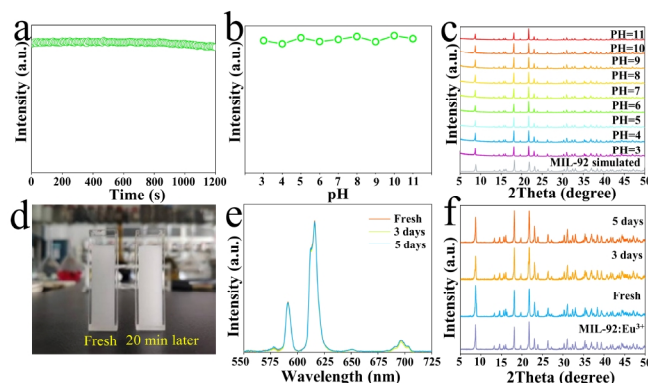 a
Intensity (a.u.)
0 200 400 600 800 1000 1200
Time (s)
b
Intensity (a.u.)
3 4 5 6 7 8 9 10 11
pH
c
Intensity (a.u.)
PH=11
PH=10
PH=9
PH=8
PH=7
PH=6
PH=5
PH=4
PH=3
MIL-92 simulated
5 10 15 20 25 30 35 40 45 50
2Theta (degree)
d
Fresh 20 min later
e
Intensity (a.u.)
Fresh
3 days
5 days
550 575 600 625 650 675 700 725
Wavelength (nm)
f
Intensity (a.u.)
5 days
3 days
Fresh
MIL-92:Eu³⁺
5 10 15 20 25 30 35 40 45 50
2Theta (degree)